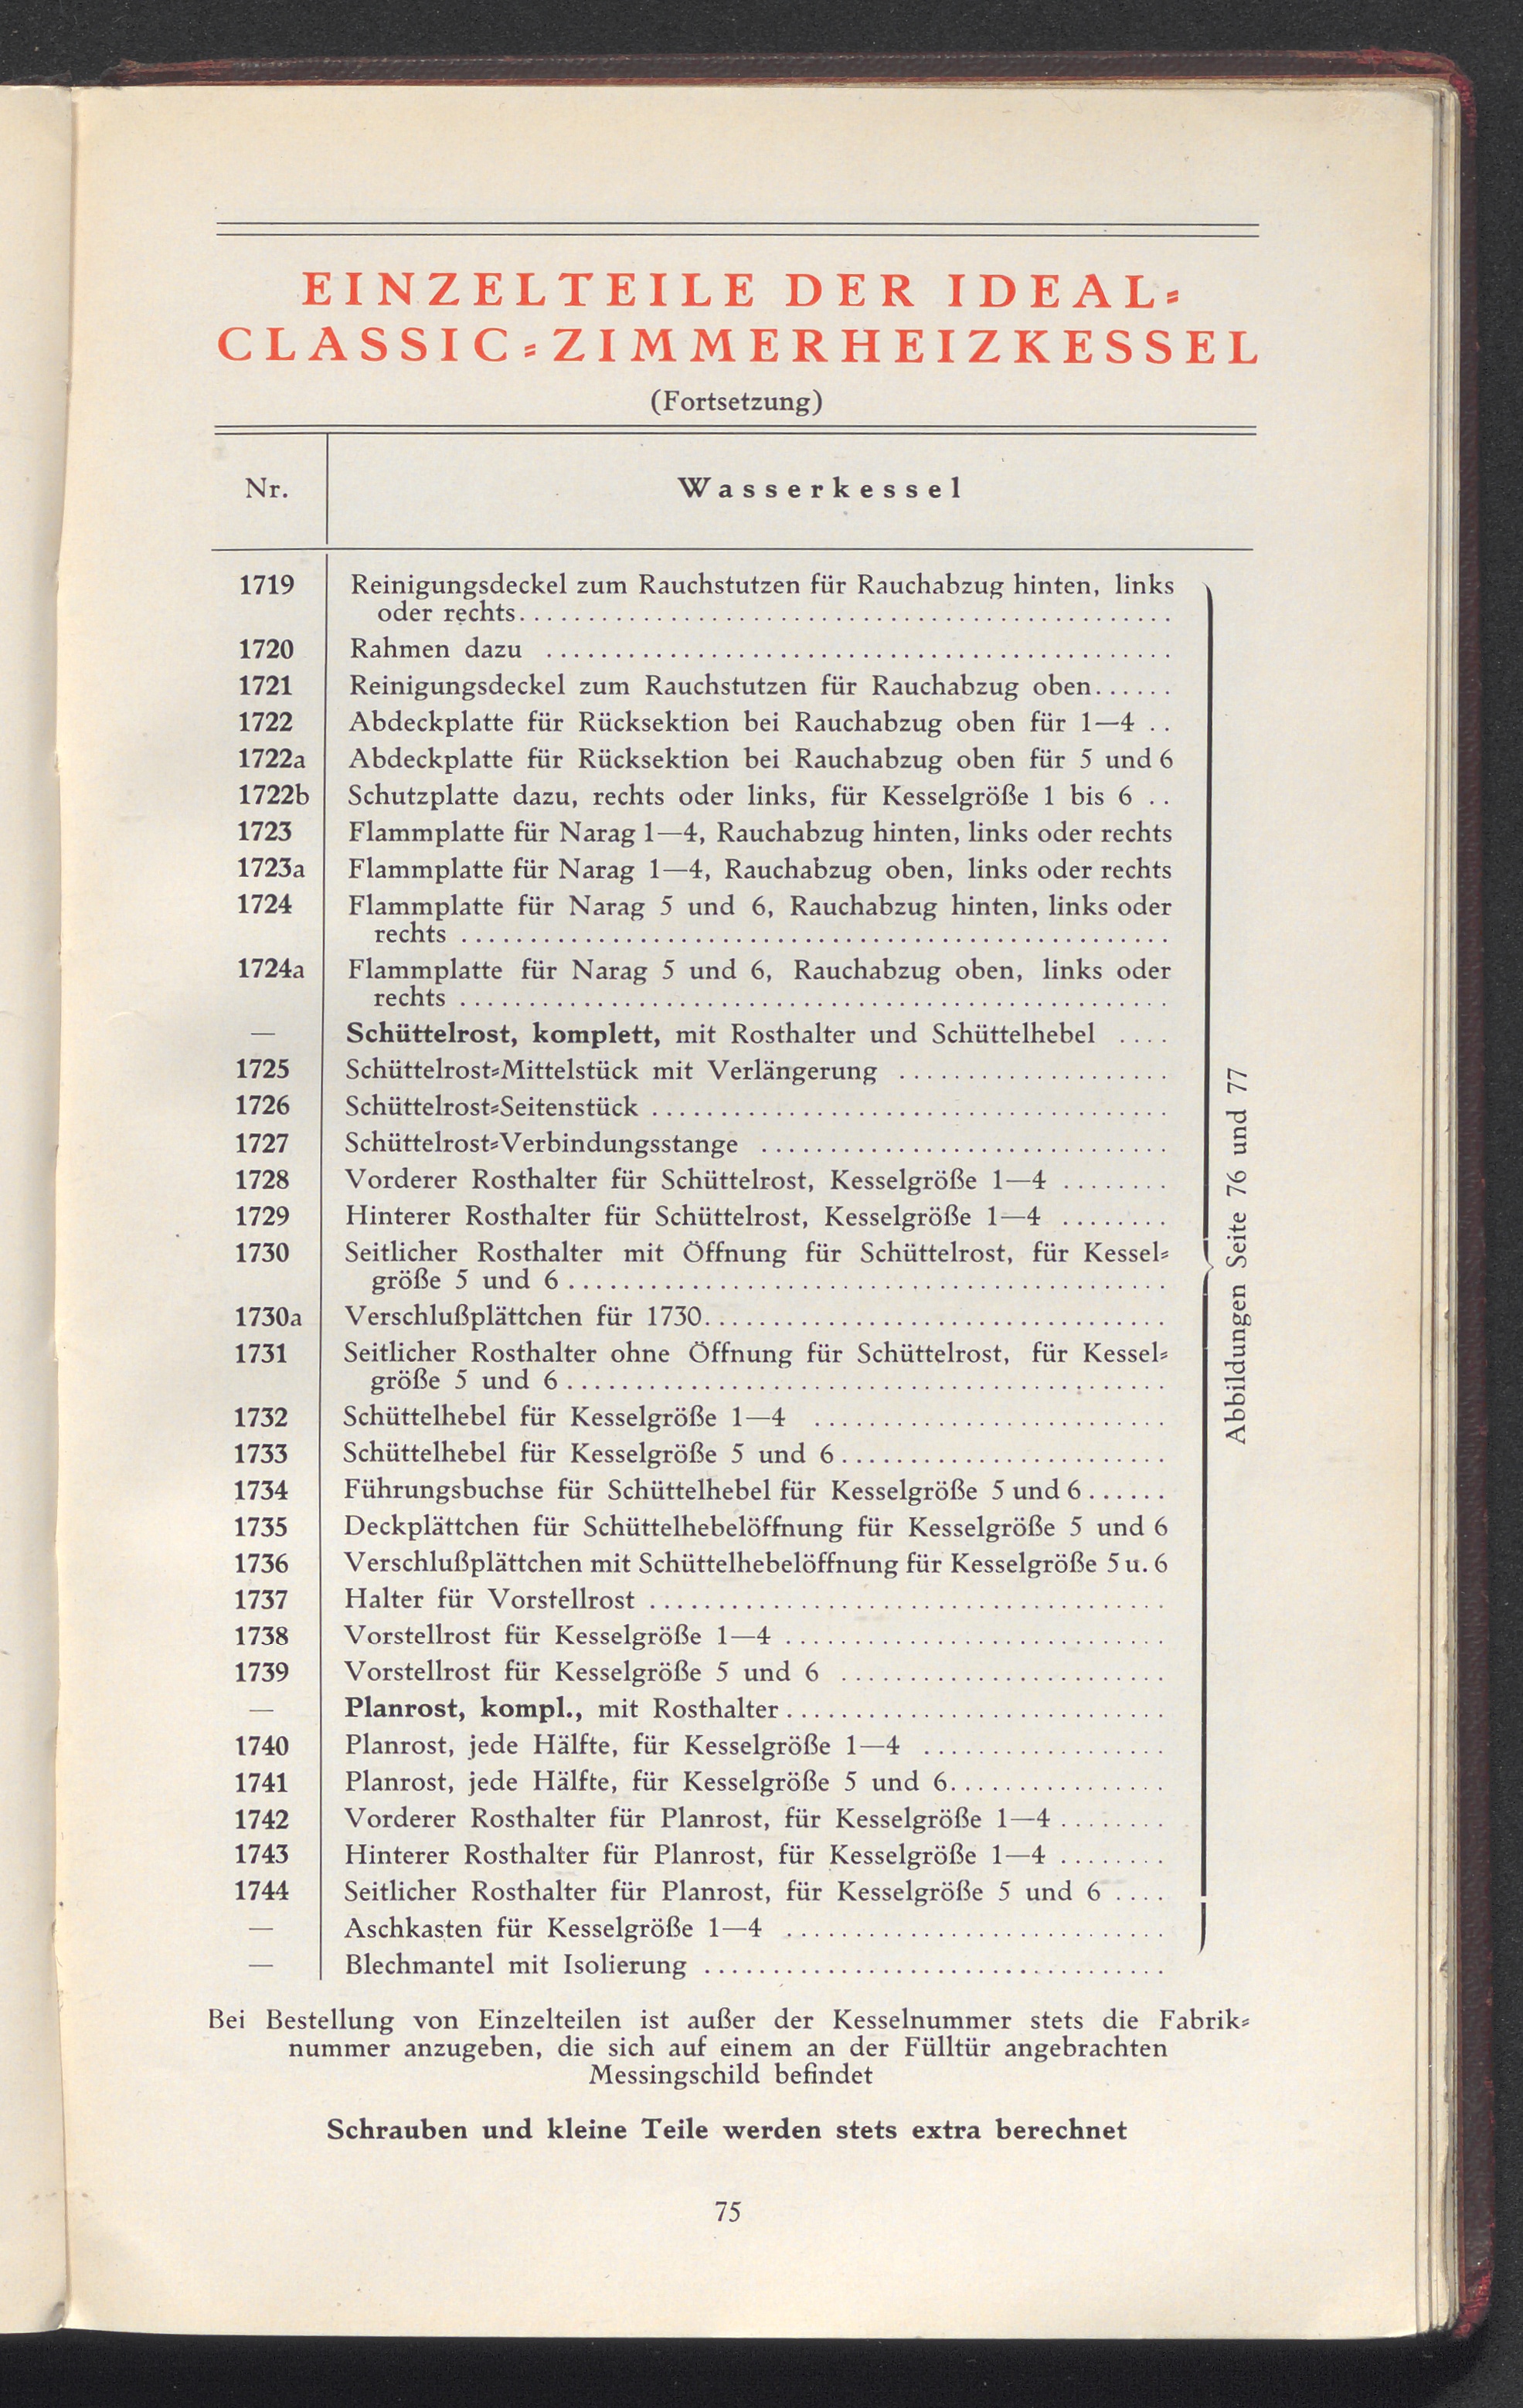 EINZELTEILE DER IDEAL-
CLASSIC-ZIMMERHEIZKESSEL
(Fortsetzung)
Nr. Wasserkessel
1719 Reinigungsdeckel zum Rauchstutzen für Rauchabzug hinten, links
oder rechts
1720 Rahmen dazu
1721 Reinigungsdeckel zum Rauchstutzen für Rauchabzug oben
1722 Abdeckplatte für Rücksektion bei Rauchabzug oben für 1—4
1722a Abdeckplatte für Rücksektion bei Rauchabzug oben für 5 und 6
1722b Schutzplatte dazu, rechts oder links, für Kesselgröße 1 bis 6
1723 Flammplatte für Narag 1—4, Rauchabzug hinten, links oder rechts
1723a Flammplatte für Narag 1—4, Rauchabzug oben, links oder rechts
1724 Flammplatte für Narag 5 und 6, Rauchabzug hinten, links oder
rechts
1724a Flammplatte für Narag 5 und 6, Rauchabzug oben, links oder
rechts
— Schüttelrost, komplett, mit Rosthalter und Schüttelhebel
1725 Schüttelrost-Mittelstück mit Verlängerung
1726 Schüttelrost-Seitenstück
1727 Schüttelrost-Verbindungsstange
1728 Vorderer Rosthalter für Schüttelrost, Kesselgröße 1—4
1729 Hinterer Rosthalter für Schüttelrost, Kesselgröße 1—4
1730 Seitlicher Rosthalter mit Öffnung für Schüttelrost, für Kessel-
größe 5 und 6
1730a Verschlußplättchen für 1730
1731 Seitlicher Rosthalter ohne Öffnung für Schüttelrost, für Kessel-
größe 5 und 6
1732 Schüttelhebel für Kesselgröße 1—4
1733 Schüttelhebel für Kesselgröße 5 und 6
1734 Führungsbuchse für Schüttelhebel für Kesselgröße 5 und 6
1735 Deckplättchen für Schüttelhebelöffnung für Kesselgröße 5 und 6
1736 Verschlußplättchen mit Schüttelhebelöffnung für Kesselgröße 5 u. 6
1737 Halter für Vorstellrost
1738 Vorstellrost für Kesselgröße 1—4
1739 Vorstellrost für Kesselgröße 5 und 6
— Planrost, kompl., mit Rosthalter
1740 Planrost, jede Hälfte, für Kesselgröße 1—4
1741 Planrost, jede Hälfte, für Kesselgröße 5 und 6
1742 Vorderer Rosthalter für Planrost, für Kesselgröße 1—4
1743 Hinterer Rosthalter für Planrost, für Kesselgröße 1—4
1744 Seitlicher Rosthalter für Planrost, für Kesselgröße 5 und 6
— Aschkasten für Kesselgröße 1—4
— Blechmantel mit Isolierung
Abbildungen Seite 76 und 77
Bei Bestellung von Einzelteilen ist außer der Kesselnummer stets die Fabrik-
nummer anzugeben, die sich auf einem an der Fülltür angebrachten
Messingschild befindet
Schrauben und kleine Teile werden stets extra berechnet
75